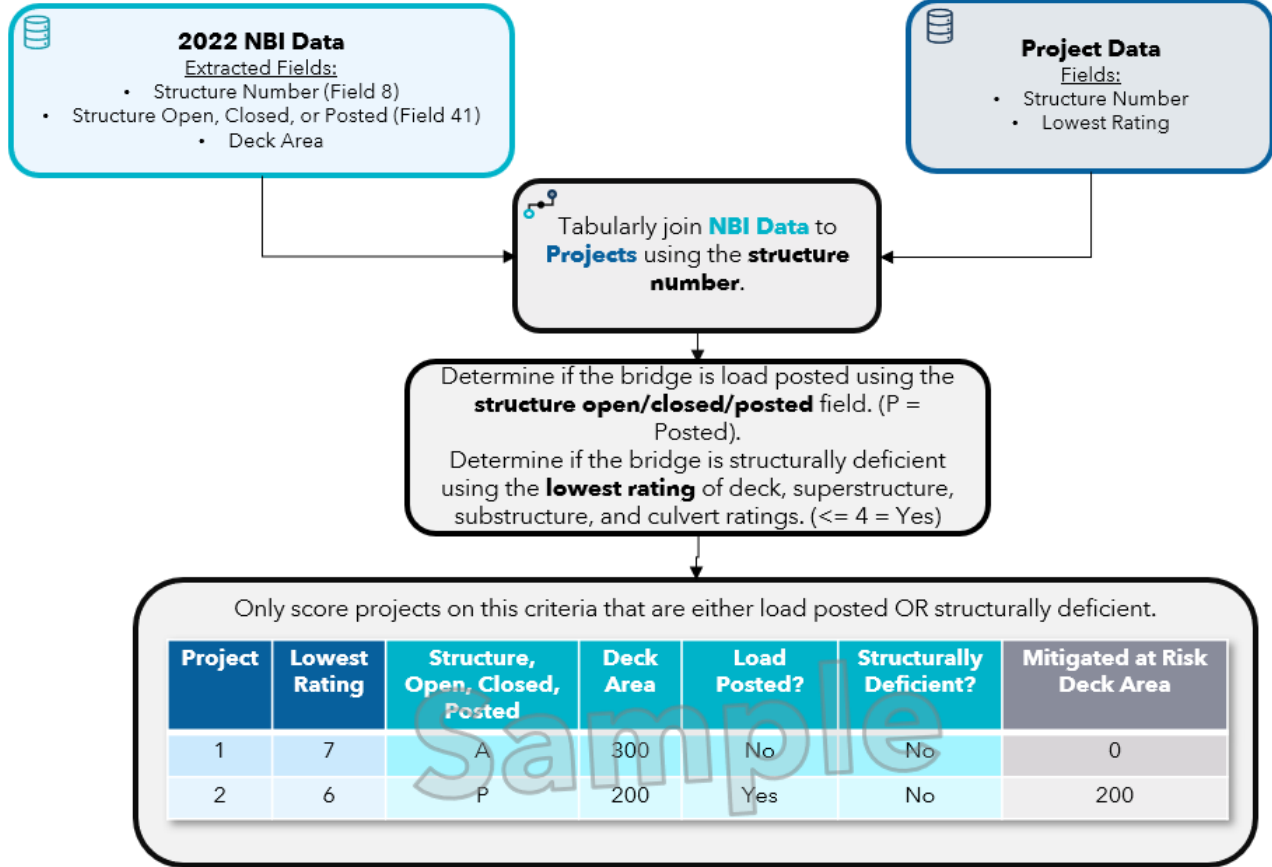 2022 NBI Data
Extracted Fields:
• Structure Number (Field 8)
• Structure Open, Closed, or Posted (Field 41)
• Deck Area
Project Data
Fields:
• Structure Number
• Lowest Rating
Tabularly join NBI Data to
Projects using the structure
number.
Determine if the bridge is load posted using the
structure open/closed/posted field. (P =
Posted).
Determine if the bridge is structurally deficient
using the lowest rating of deck, superstructure,
substructure, and culvert ratings. (<= 4 = Yes)
Only score projects on this criteria that are either load posted OR structurally deficient.
Project Lowest Structure, Deck Load Structurally Mitigated at Risk
Rating Open, Closed, Area Posted? Deficient? Deck Area
Posted
1 7 A 300 No No 0
2 6 P 200 Yes No 200
Sample